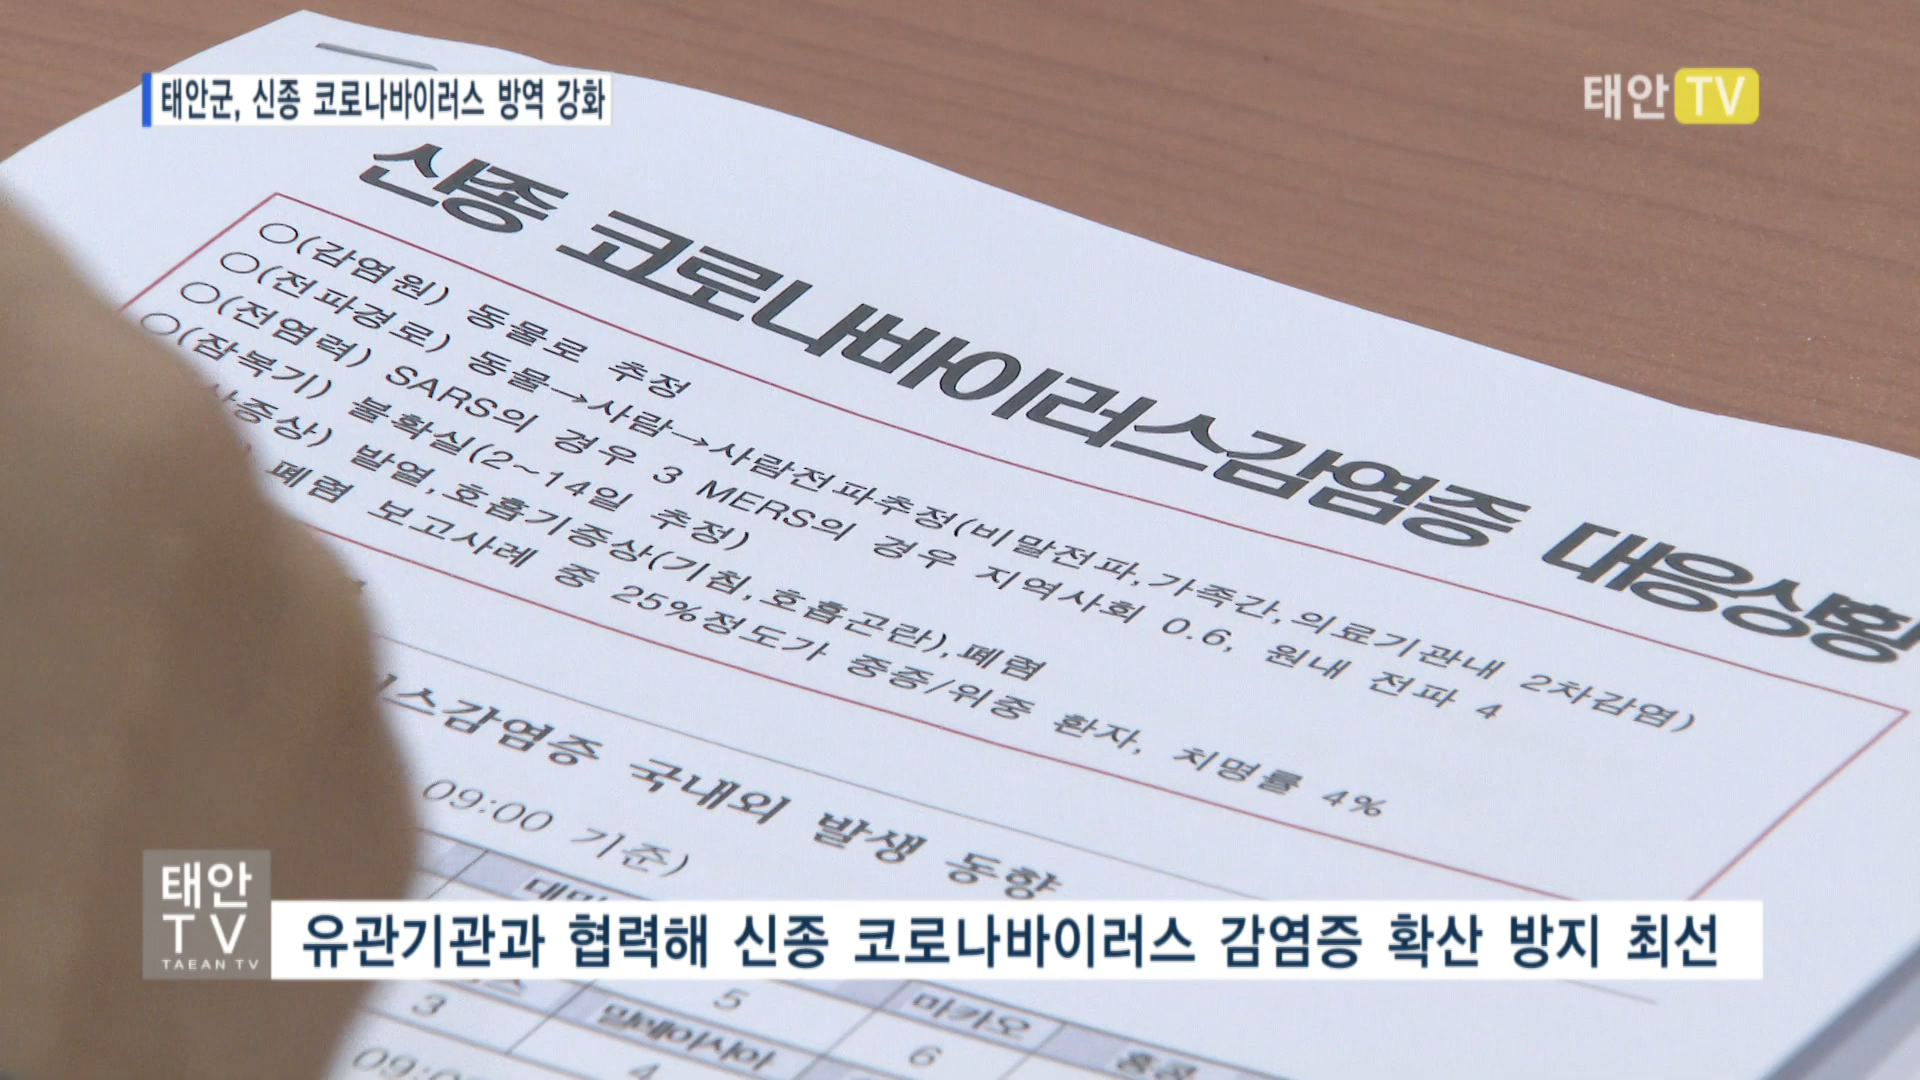 태안군, 신종 코로나바이러스 방역 강화
태안 TV
신종 코로나바이러스감염증 대응상황
○(감염원) 동물로 추정
○(전파경로) 동물→사람→사람전파추정(비말전파,가족간,의료기관내 2차감염)
○(전염력) SARS의 경우 3 MERS의 경우 지역사회 0.6, 원내 전파 4
○(잠복기) 불확실(2~14일 추정)
증상) 발열,호흡기증상(기침,호흡곤란),폐렴
폐렴 보고사례 중 25%정도가 중증/위중 환자, 치명률 4%
스감염증 국내외 발생 동향
09:00 기준)
태안
TV
TAEAN TV
유관기관과 협력해 신종 코로나바이러스 감염증 확산 방지 최선
3 5 마카오
말레이시아 6 홍콩
4